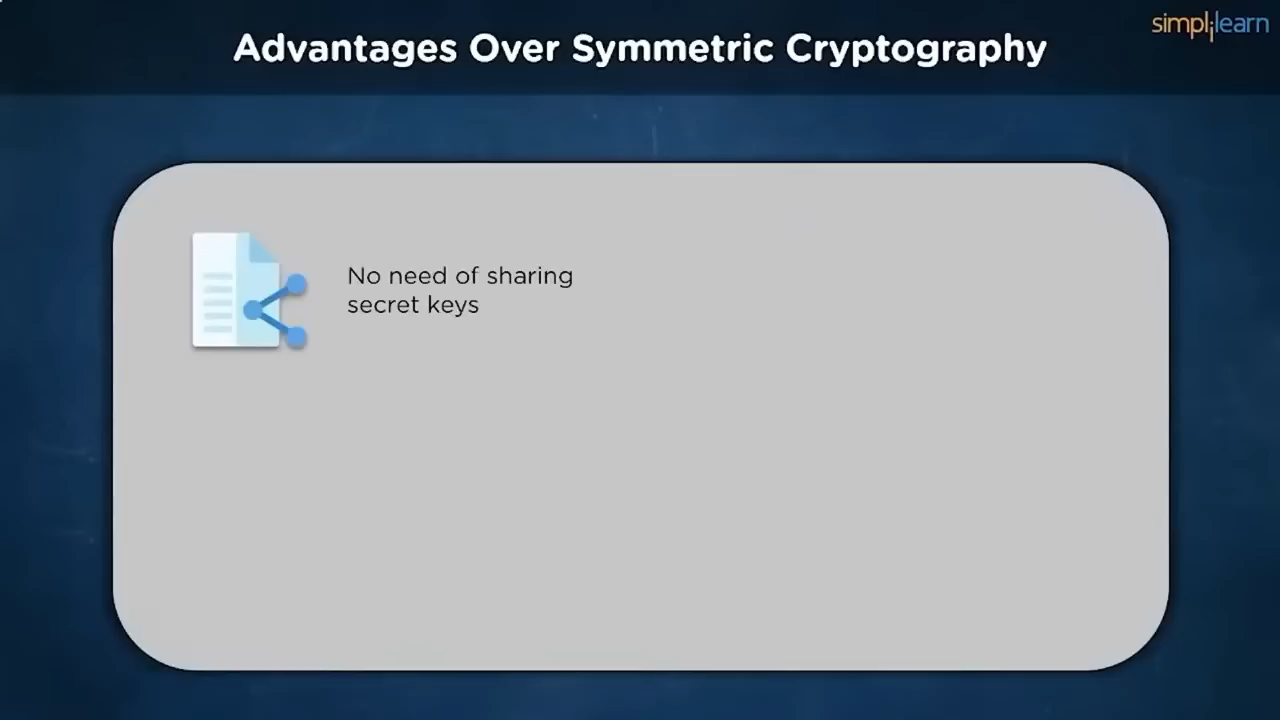 simplilearn
Advantages Over Symmetric Cryptography
No need of sharing
secret keys